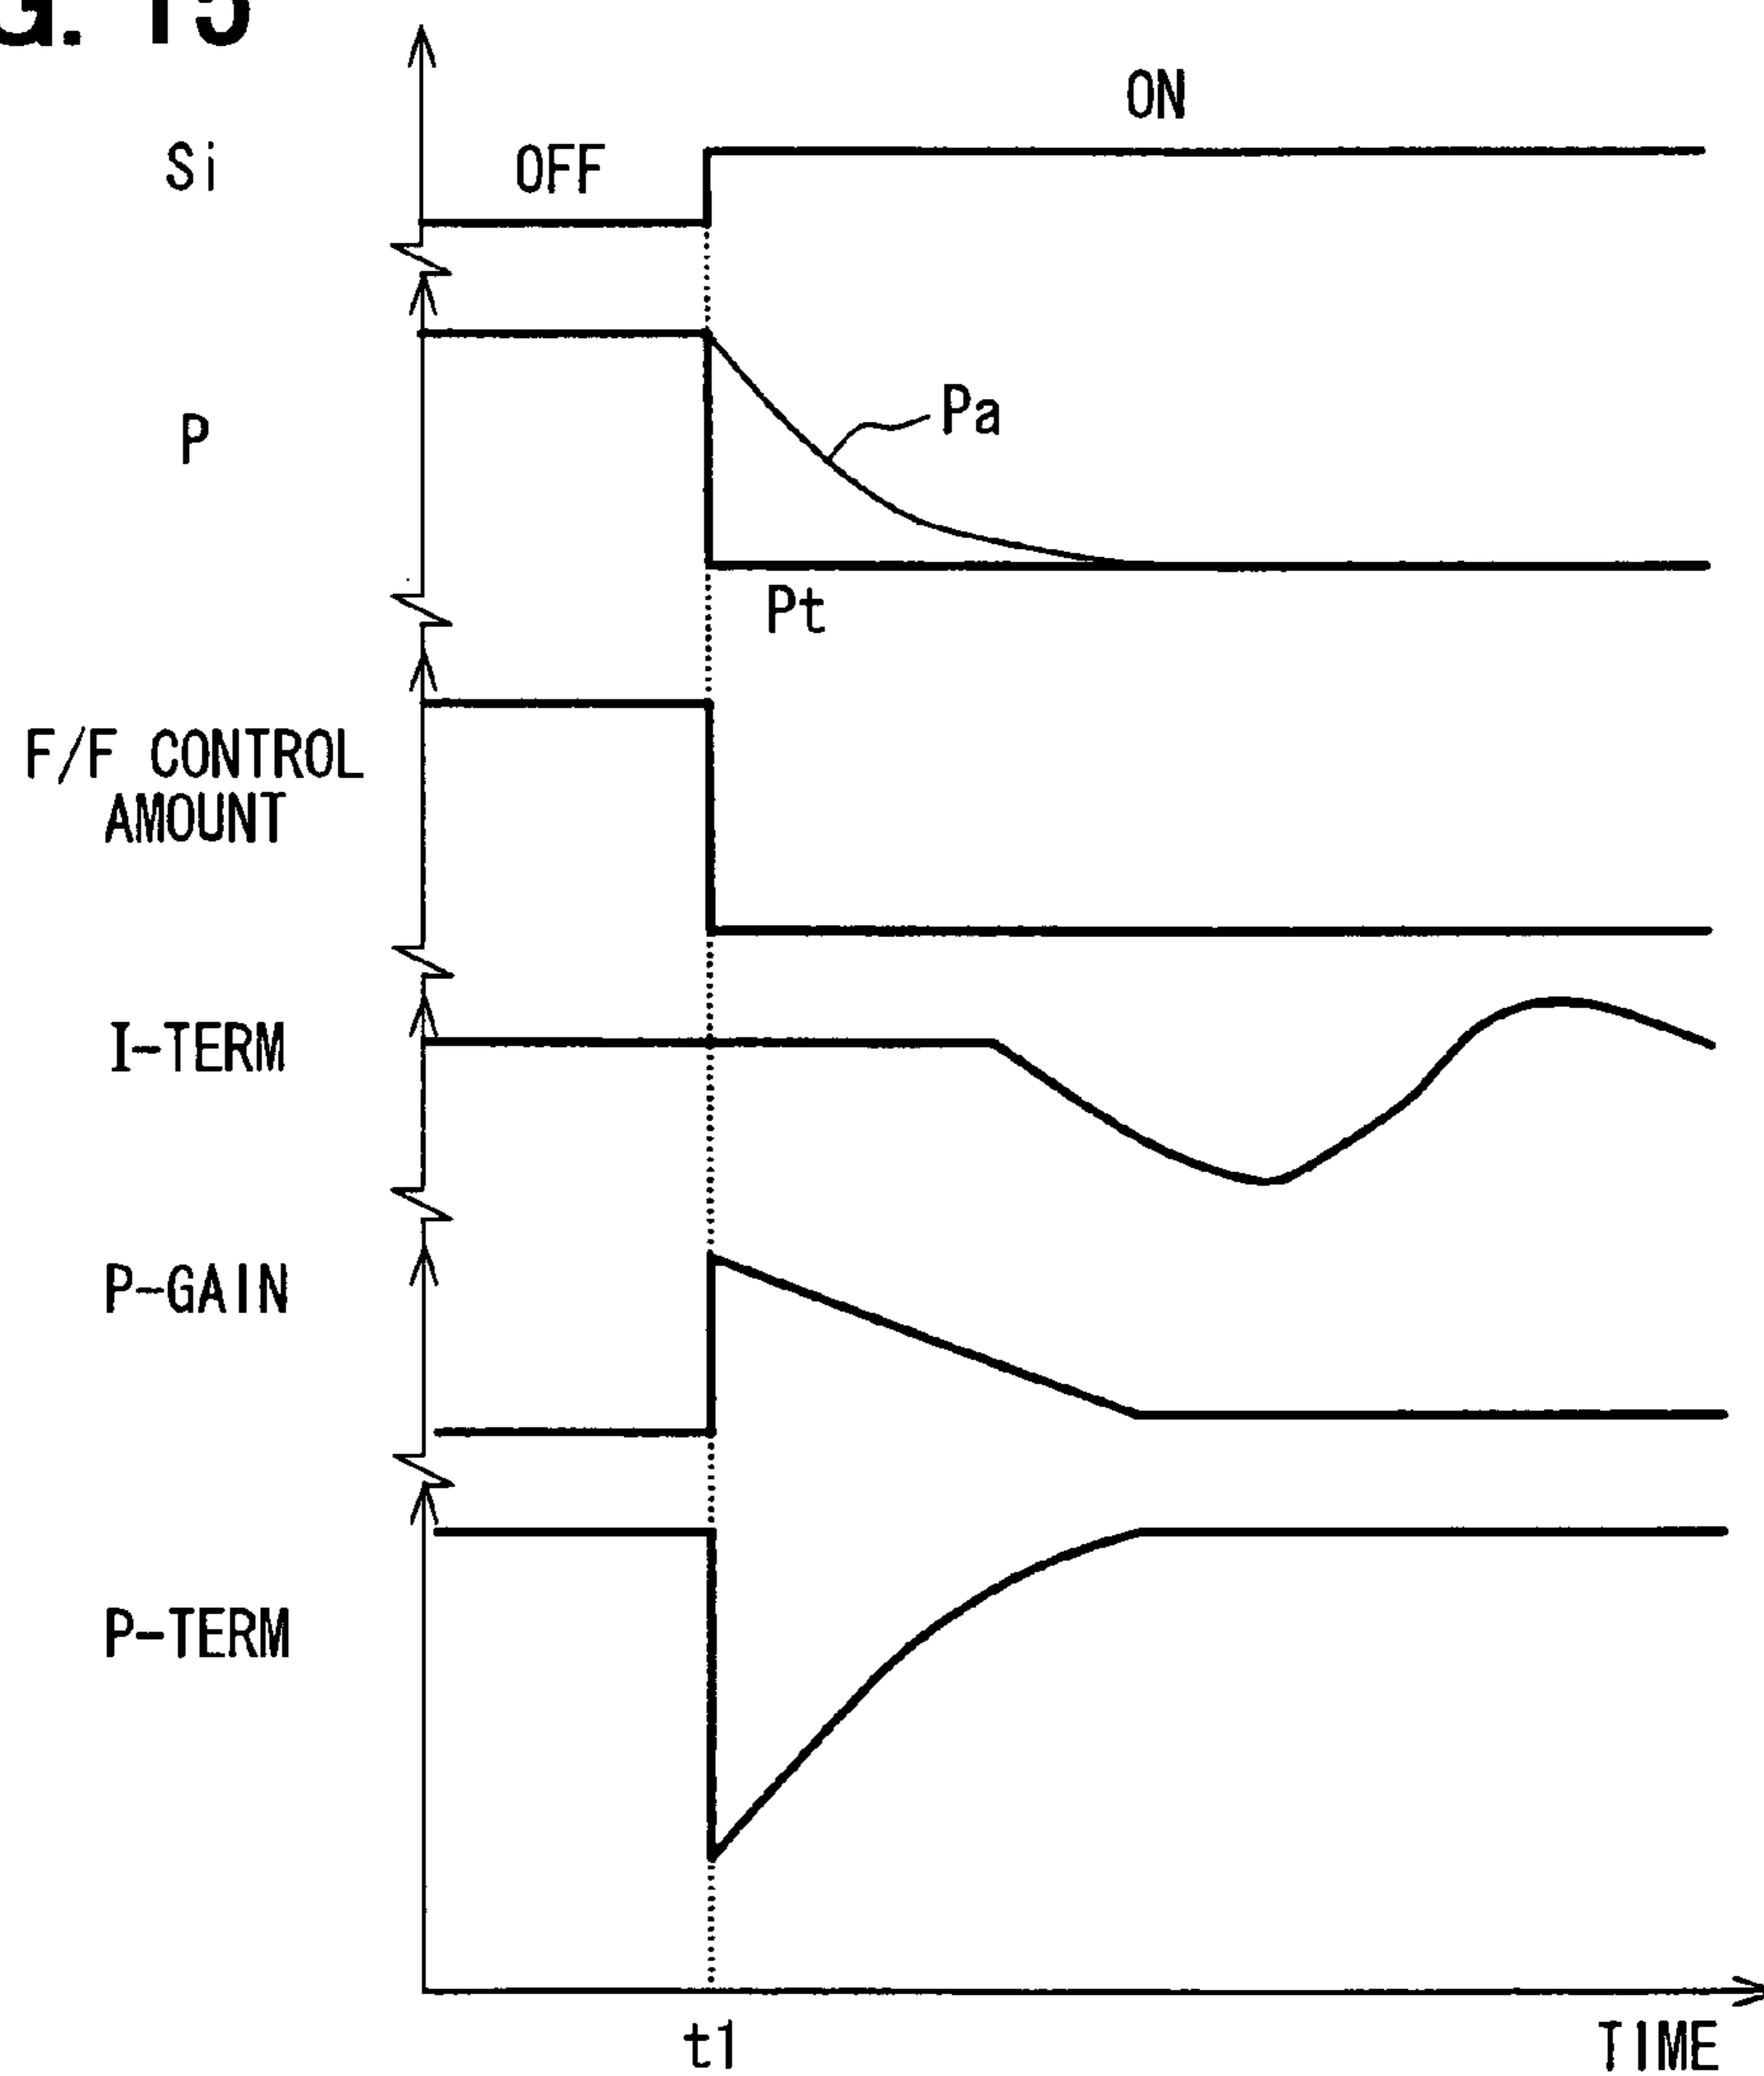 G. 15
ON
Si
OFF
Pa
P
Pt
F/F CONTROL
AMOUNT
I-TERM
P-GAIN
P-TERM
t1
TIME